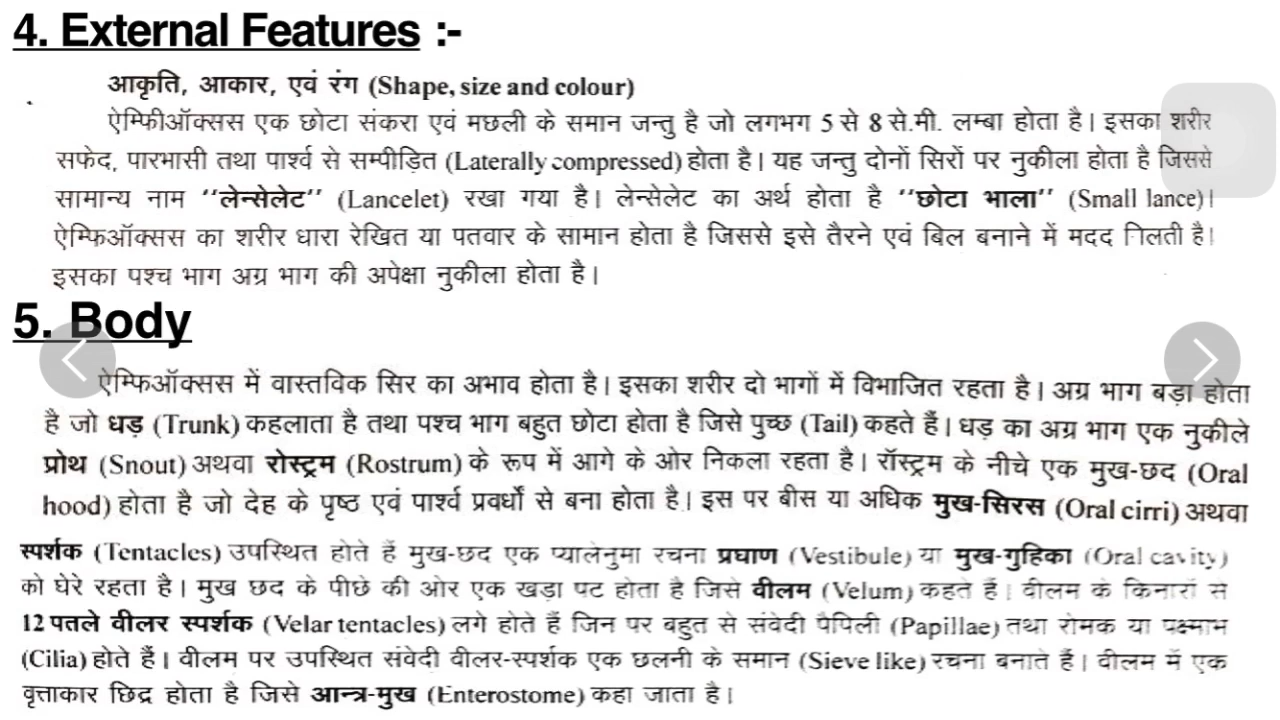 4. External Features :-
आकृति, आकार, एवं रंग (Shape, size and colour)
ऐम्फिीऑक्सस एक छोटा संकरा एवं मछली के समान जन्तु है जो लगभग 5 से 8 से.मी. लम्बा होता है। इसका शरीर
सफेद, पारभासी तथा पार्श्व से सम्पीड़ित (Laterally compressed) होता है। यह जन्तु दोनों सिरों पर नुकीला होता है जिससे
सामान्य नाम ''लेन्सेलेट'' (Lancelet) रखा गया है। लेन्सेलेट का अर्थ होता है ''छोटा भाला'' (Small lance)।
ऐम्फिऑक्सस का शरीर धारा रेखित या पतवार के सामान होता है जिससे इसे तैरने एवं बिल बनाने में मदद मिलती है।
इसका पश्च भाग अग्र भाग की अपेक्षा नुकीला होता है।
5. Body
ऐम्फिऑक्सस में वास्तविक सिर का अभाव होता है। इसका शरीर दो भागों में विभाजित रहता है। अग्र भाग बड़ा होता
है जो धड़ (Trunk) कहलाता है तथा पश्च भाग बहुत छोटा होता है जिसे पुच्छ (Tail) कहते हैं। धड़ का अग्र भाग एक नुकीले
प्रोथ (Snout) अथवा रोस्ट्रम (Rostrum) के रूप में आगे के ओर निकला रहता है। रॉस्ट्रम के नीचे एक मुख-छद (Oral
hood) होता है जो देह के पृष्ठ एवं पार्श्व प्रवर्धों से बना होता है। इस पर बीस या अधिक मुख-सिरस (Oral cirri) अथवा
स्पर्शक (Tentacles) उपस्थित होते हैं मुख-छद एक प्यालेनुमा रचना प्रघाण (Vestibule) या मुख-गुहिका (Oral cavity)
को घेरे रहता है। मुख छद के पीछे की ओर एक खड़ा पट होता है जिसे वीलम (Velum) कहते हैं। वीलम के किनारों से
12 पतले वीलर स्पर्शक (Velar tentacles) लगे होते हैं जिन पर बहुत से संवेदी पैपिली (Papillae) तथा रोमक या पक्ष्माभ
(Cilia) होते हैं। वीलम पर उपस्थित संवेदी वीलर-स्पर्शक एक छलनी के समान (Sieve like) रचना बनाते हैं। वीलम में एक
वृत्ताकार छिद्र होता है जिसे आन्त्र-मुख (Enterostome) कहा जाता है।